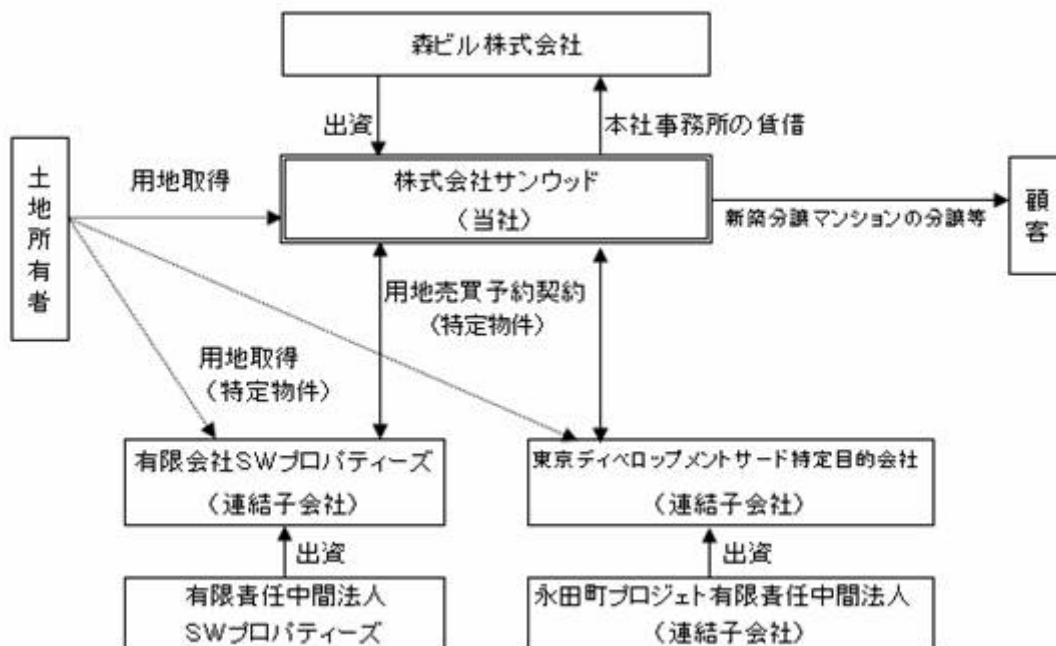 森ビル株式会社
出資
本社事務所の賃借
土地所有者
用地取得
株式会社サンウッド
（当社）
新築分譲マンションの分譲等
顧客
用地売買予約契約
（特定物件）
用地取得
（特定物件）
有限会社SWプロパティーズ
（連結子会社）
東京ディベロップメントサード特定目的会社
（連結子会社）
出資
出資
有限責任中間法人
SWプロパティーズ
永田町プロジェト有限責任中間法人
（連結子会社）